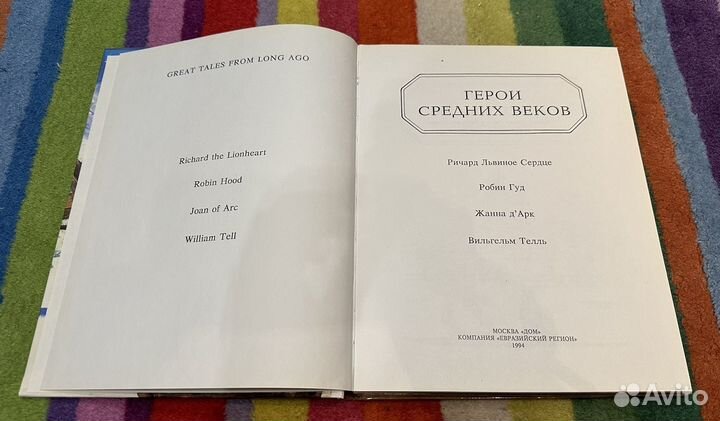 GREAT TALES FROM LONG AGO
Richard the Lionheart
Robin Hood
Joan of Arc
William Tell
ГЕРОИ
СРЕДНИХ ВЕКОВ
Ричард Львиное Сердце
Робин Гуд
Жанна д'Арк
Вильгельм Телль
МОСКВА «ДОМ»
КОМПАНИЯ «ЕВРАЗИЙСКИЙ РЕГИОН»
1994
Avito